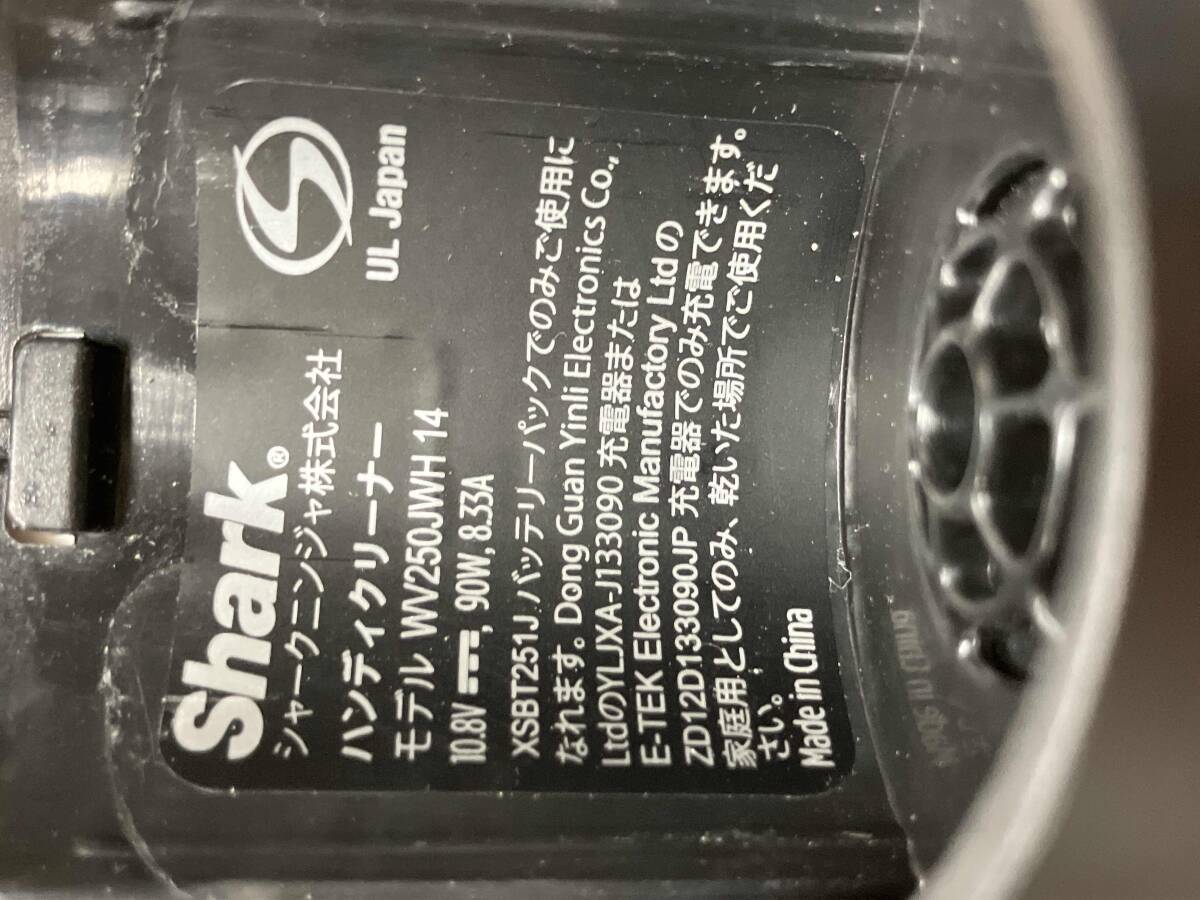 Shark®
シャークニンジャ株式会社
ハンディクリーナー
モデル WV250JWH 14
10.8V ⎓, 90W, 8.33A
UL Japan
XSBT251J バッテリーパックでのみご使用に
なれます。Dong Guan Yinli Electronics Co.,
LtdのYLJXA-J133090 充電器または
E-TEK Electronic Manufactory Ltd の
ZD12D133090JP 充電器でのみ充電できます。
家庭用としてのみ、乾いた場所でご使用くだ
さい。
Made in China